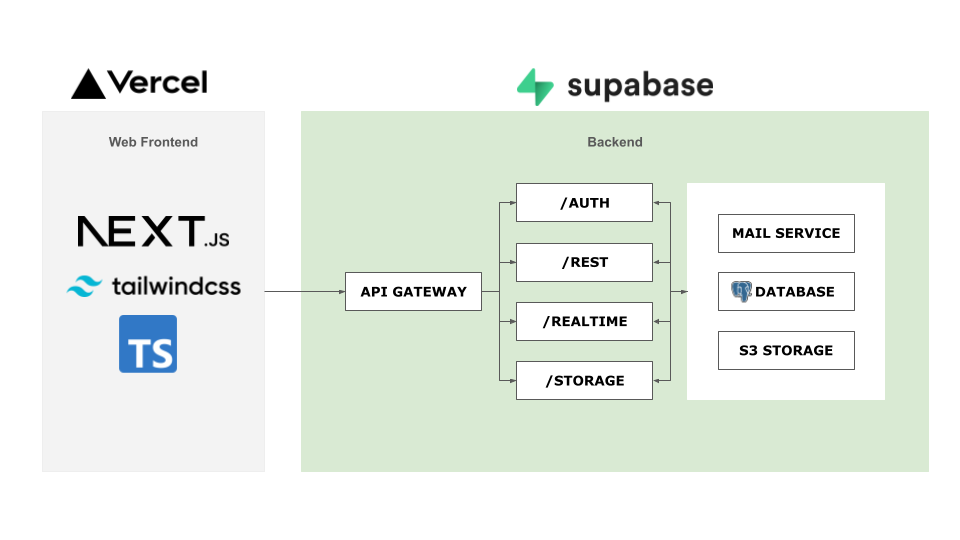 Vercel
supabase
Web Frontend
Backend
NEXT.JS
tailwindcss
TS
API GATEWAY
/AUTH
/REST
/REALTIME
/STORAGE
MAIL SERVICE
DATABASE
S3 STORAGE